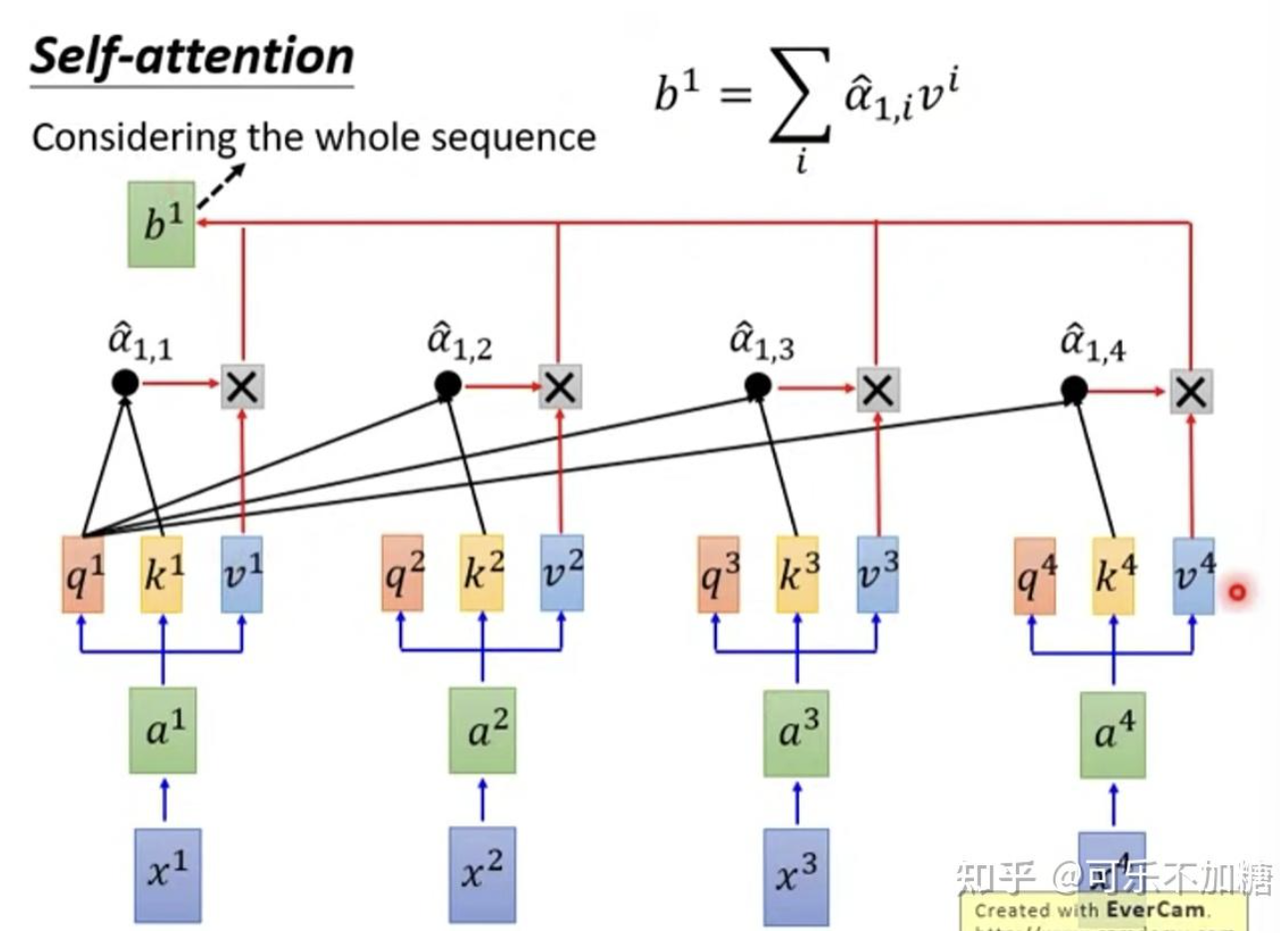 Self-attention
b¹ = ∑ᵢ α̂₁,ᵢvⁱ
Considering the whole sequence
b¹
α̂₁,₁ α̂₁,₂ α̂₁,₃ α̂₁,₄
q¹ k¹ v¹ q² k² v² q³ k³ v³ q⁴ k⁴ v⁴
a¹ a² a³ a⁴
x¹ x² x³ x⁴
知乎 @可乐不加糖
Created with EverCam.